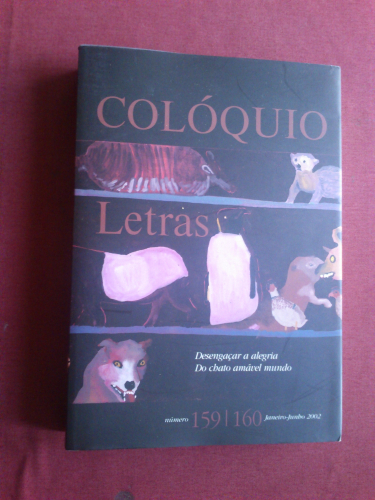 COLÓQUIO
Letras
Desengaçar a alegria
Do chato amável mundo
número 159|160 Janeiro-Junho 2002